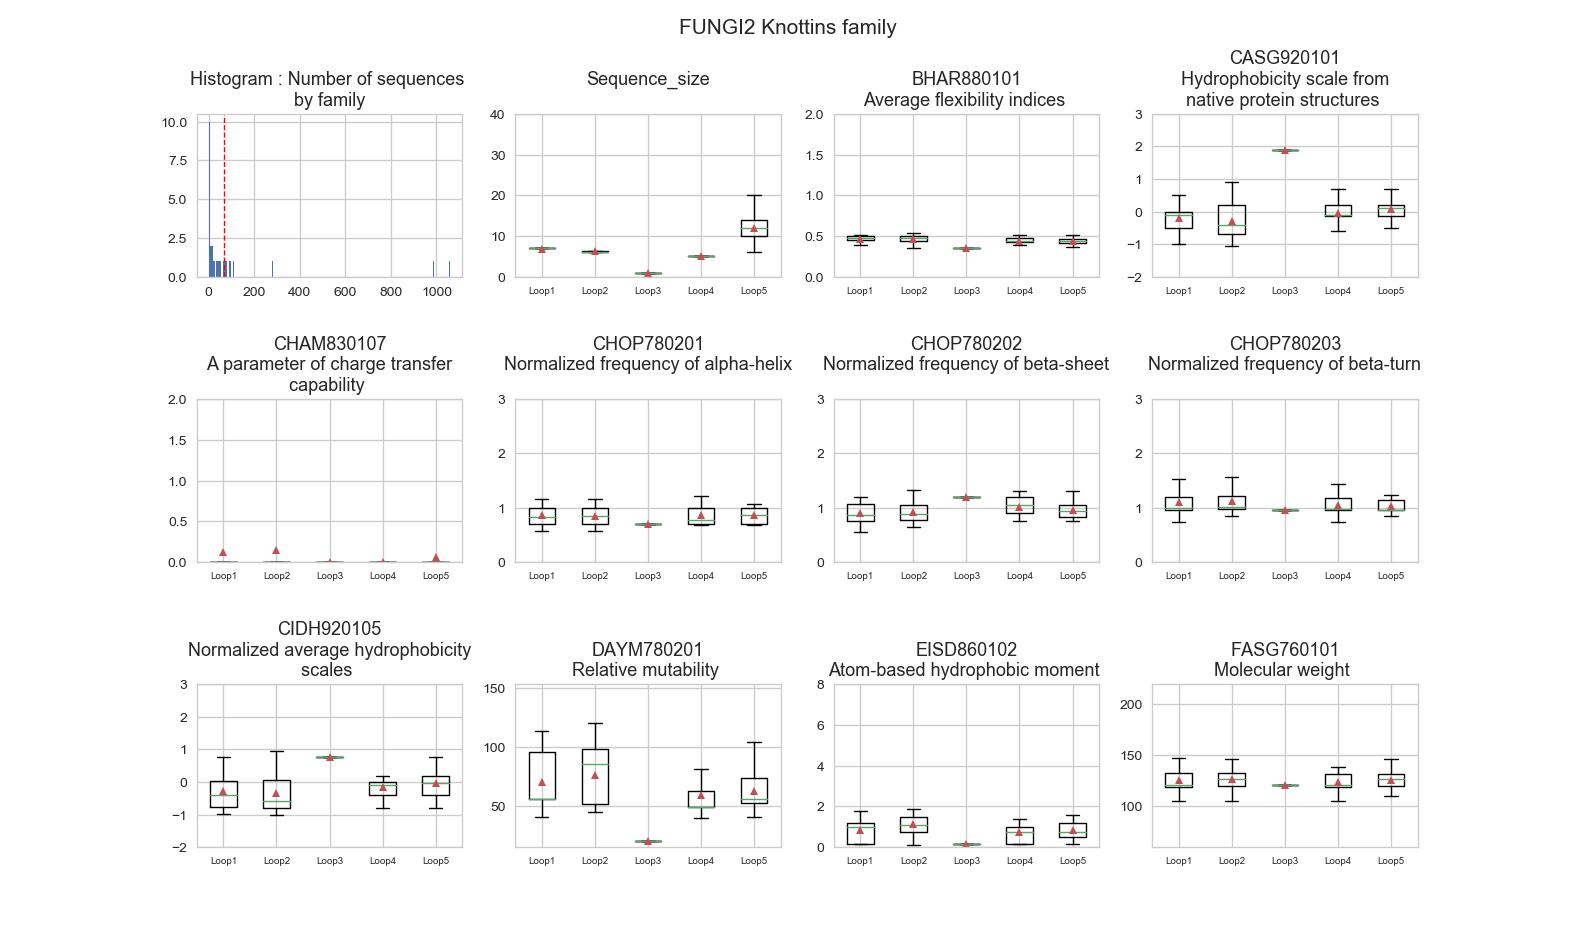 FUNGI2 Knottins family
Histogram : Number of sequences
by family
10.0
7.5
5.0
2.5
0.0
0 200 400 600 800 1000
Sequence_size
40
30
20
10
0
Loop1 Loop2 Loop3 Loop4 Loop5
BHAR880101
Average flexibility indices
2.0
1.5
1.0
0.5
0.0
Loop1 Loop2 Loop3 Loop4 Loop5
CASG920101
Hydrophobicity scale from
native protein structures
3
2
1
0
−1
−2
Loop1 Loop2 Loop3 Loop4 Loop5
CHAM830107
A parameter of charge transfer
capability
2.0
1.5
1.0
0.5
0.0
Loop1 Loop2 Loop3 Loop4 Loop5
CHOP780201
Normalized frequency of alpha-helix
3
2
1
0
Loop1 Loop2 Loop3 Loop4 Loop5
CHOP780202
Normalized frequency of beta-sheet
3
2
1
0
Loop1 Loop2 Loop3 Loop4 Loop5
CHOP780203
Normalized frequency of beta-turn
3
2
1
0
Loop1 Loop2 Loop3 Loop4 Loop5
CIDH920105
Normalized average hydrophobicity
scales
3
2
1
0
−1
−2
Loop1 Loop2 Loop3 Loop4 Loop5
DAYM780201
Relative mutability
150
100
50
Loop1 Loop2 Loop3 Loop4 Loop5
EISD860102
Atom-based hydrophobic moment
8
6
4
2
0
Loop1 Loop2 Loop3 Loop4 Loop5
FASG760101
Molecular weight
200
150
100
Loop1 Loop2 Loop3 Loop4 Loop5